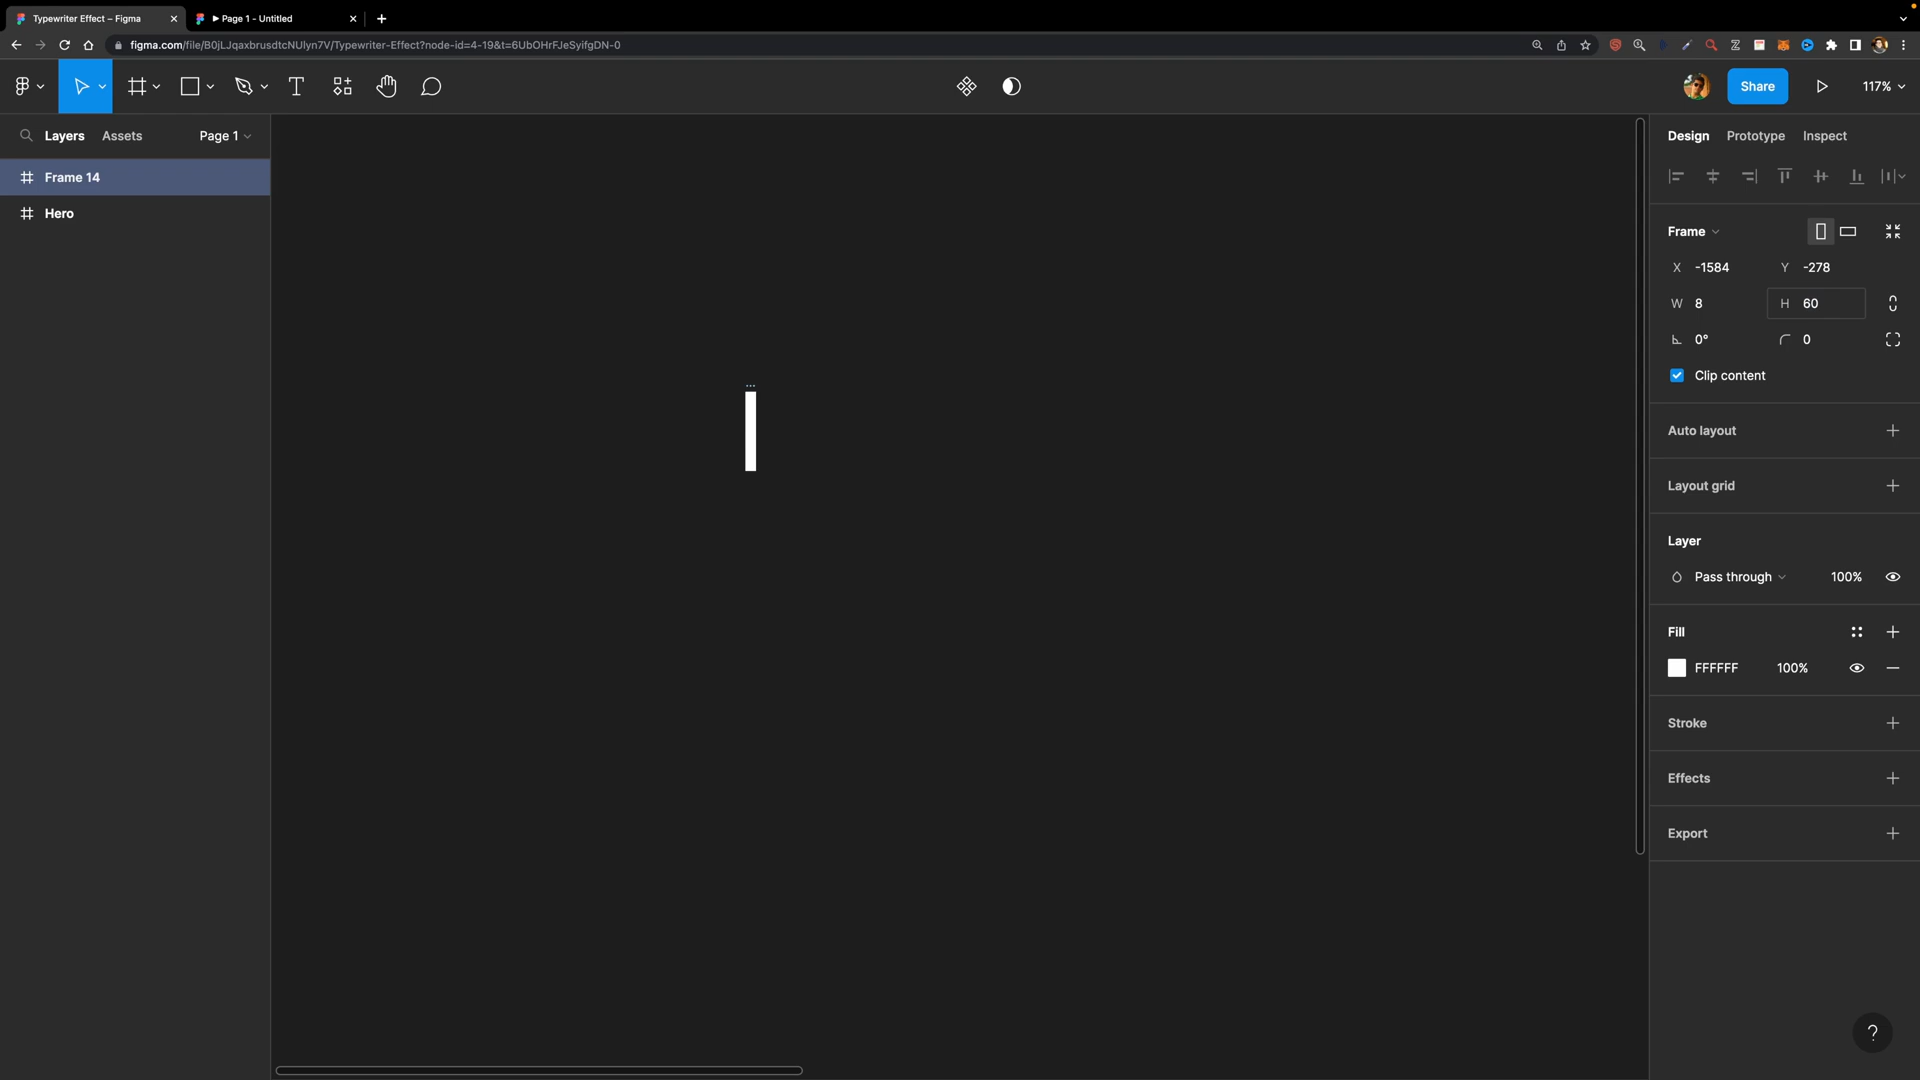 Typewriter Effect – Figma
Page 1 - Untitled
figma.com/file/B0jLJqaxbrusdtcNUlyn7V/Typewriter-Effect?node-id=4-19&t=6UbOHrFJeSyifgDN-0
Share
117%
Layers
Assets
Page 1
Design
Prototype
Inspect
Frame 14
Hero
Frame
X -1584
Y -278
W 8
H 60
0°
0
Clip content
Auto layout
Layout grid
Layer
Pass through
100%
Fill
FFFFFF
100%
Stroke
Effects
Export
...
?